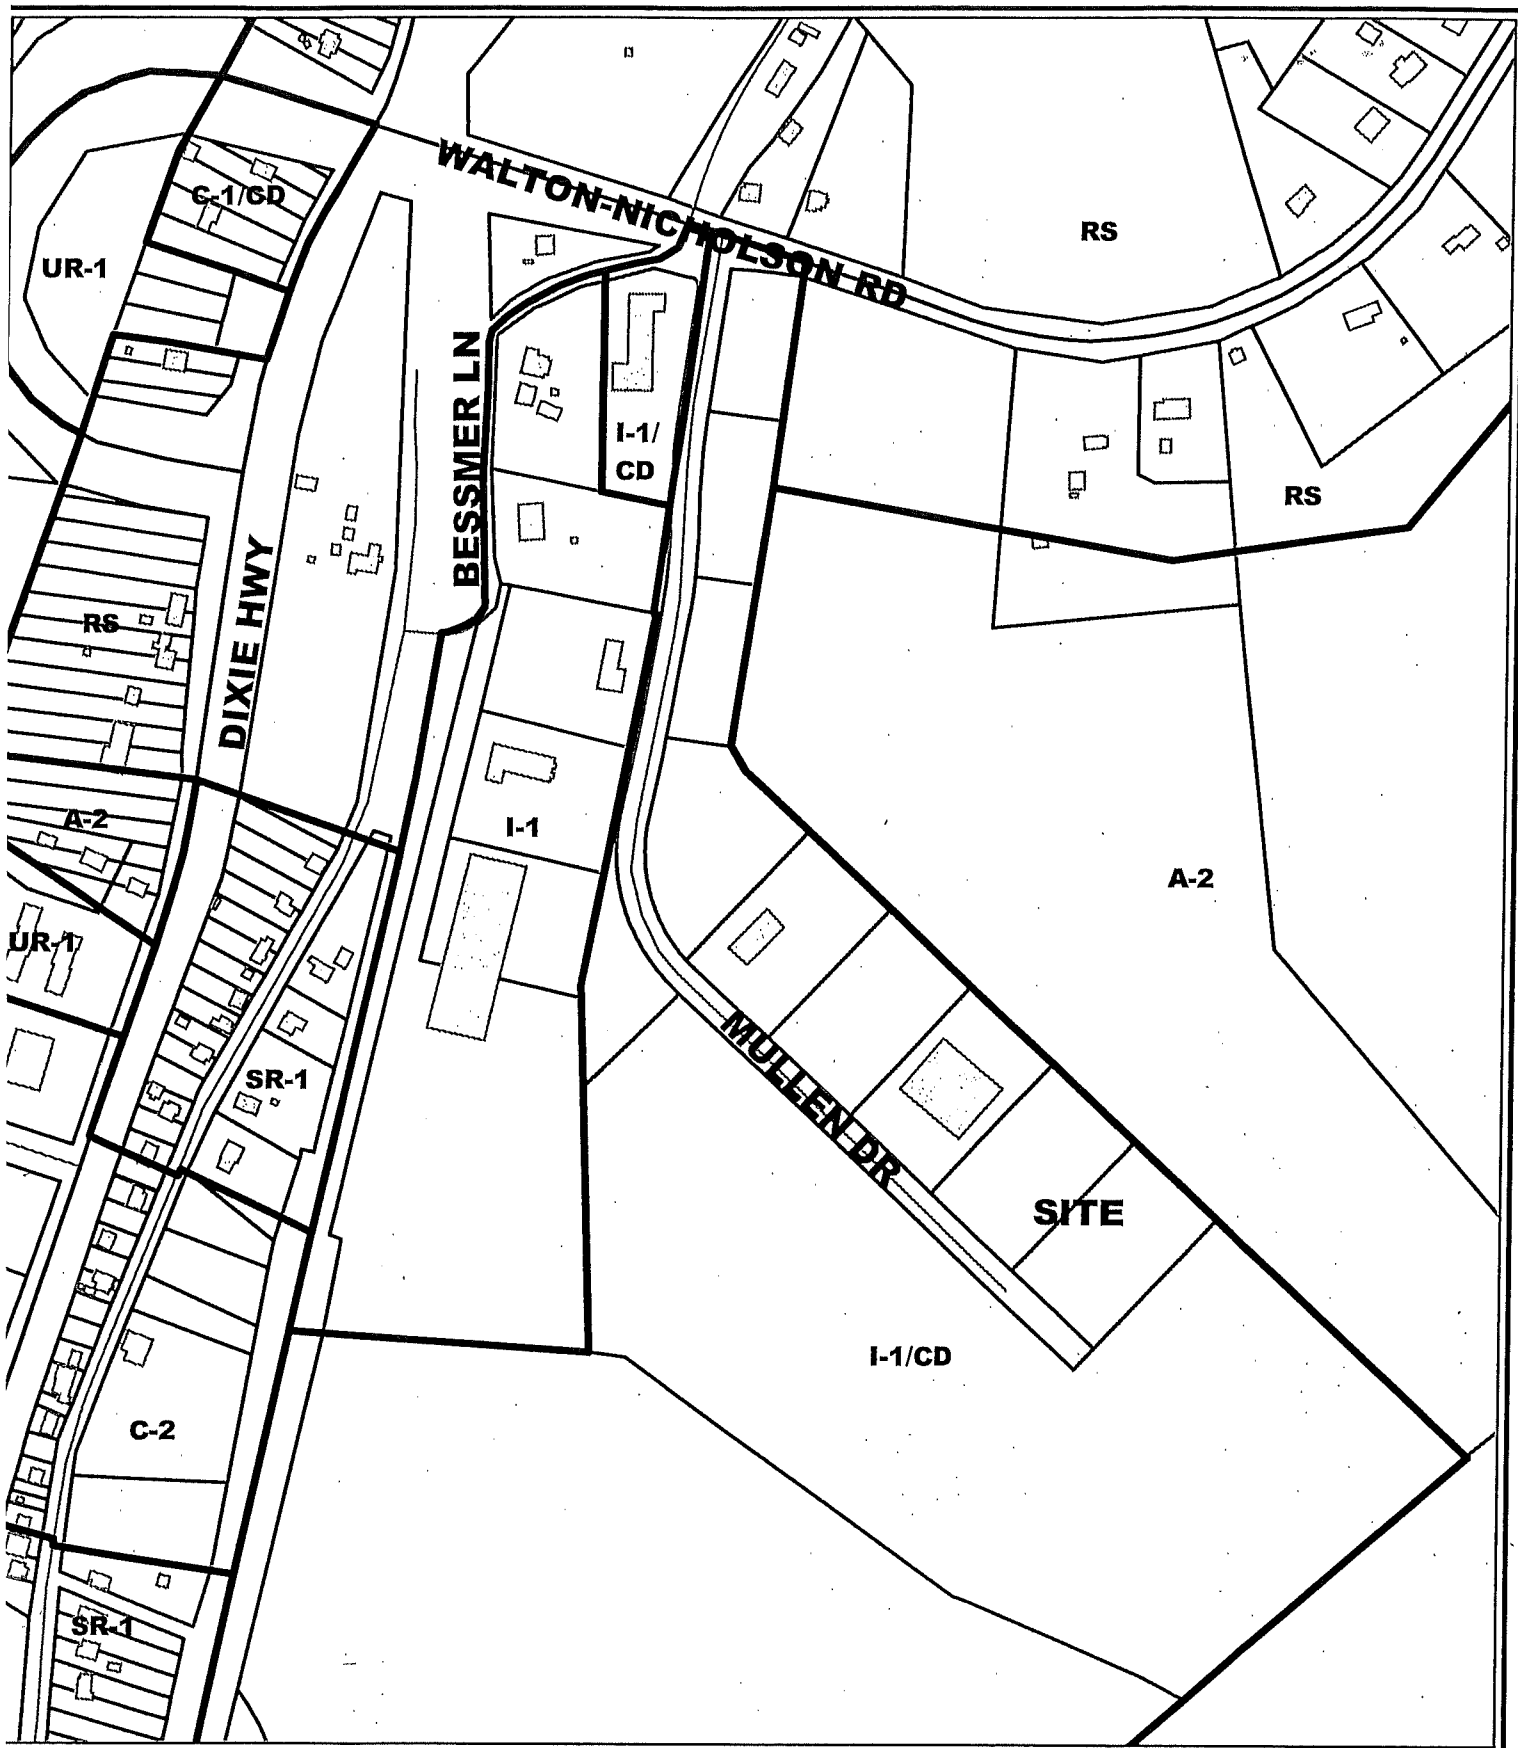 WALTON-NICHOLSON RD
C-1/CD
RS
UR-1
BESSMER LN
I-1/
CD
RS
DIXIE HWY
RS
A-2
I-1
A-2
UR-1
MULLEN DR
SR-1
SITE
I-1/CD
C-2
SR-1